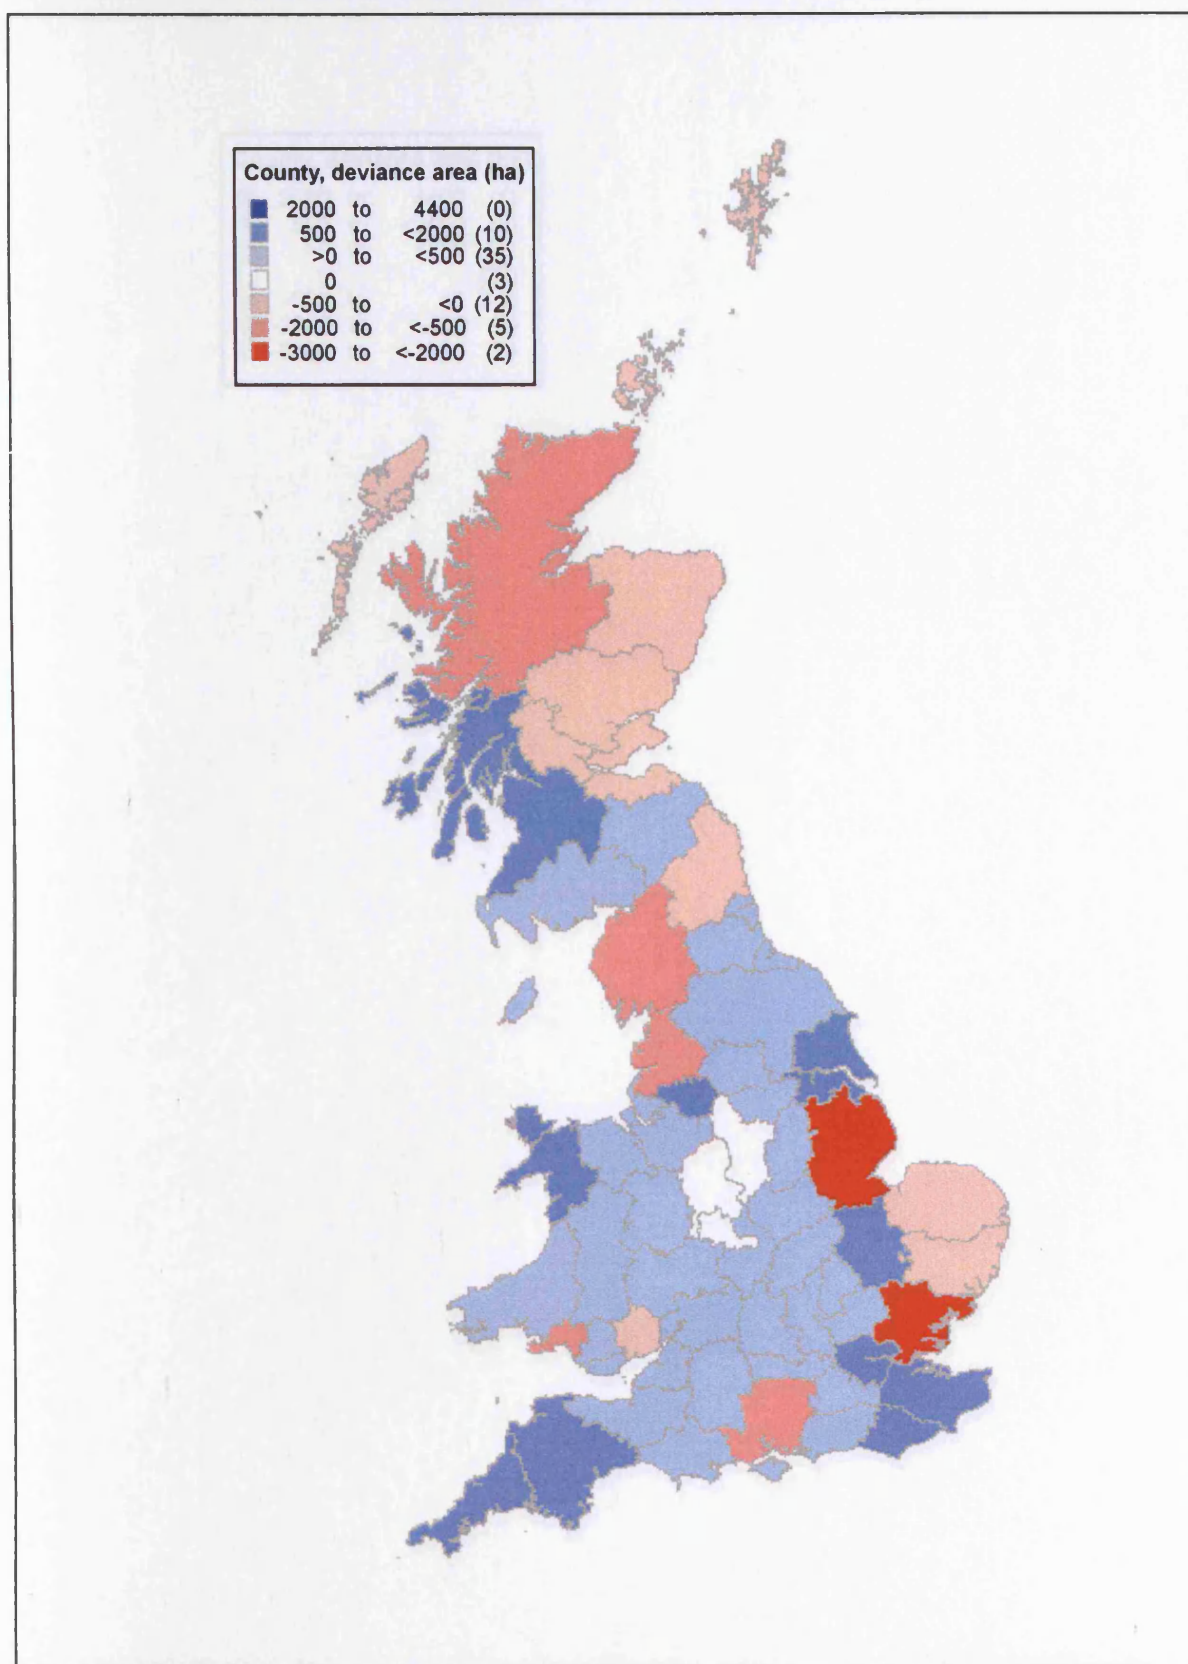 County, deviance area (ha)
2000 to 4400 (0)
500 to <2000 (10)
>0 to <500 (35)
0 (3)
-500 to <0 (12)
-2000 to <-500 (5)
-3000 to <-2000 (2)